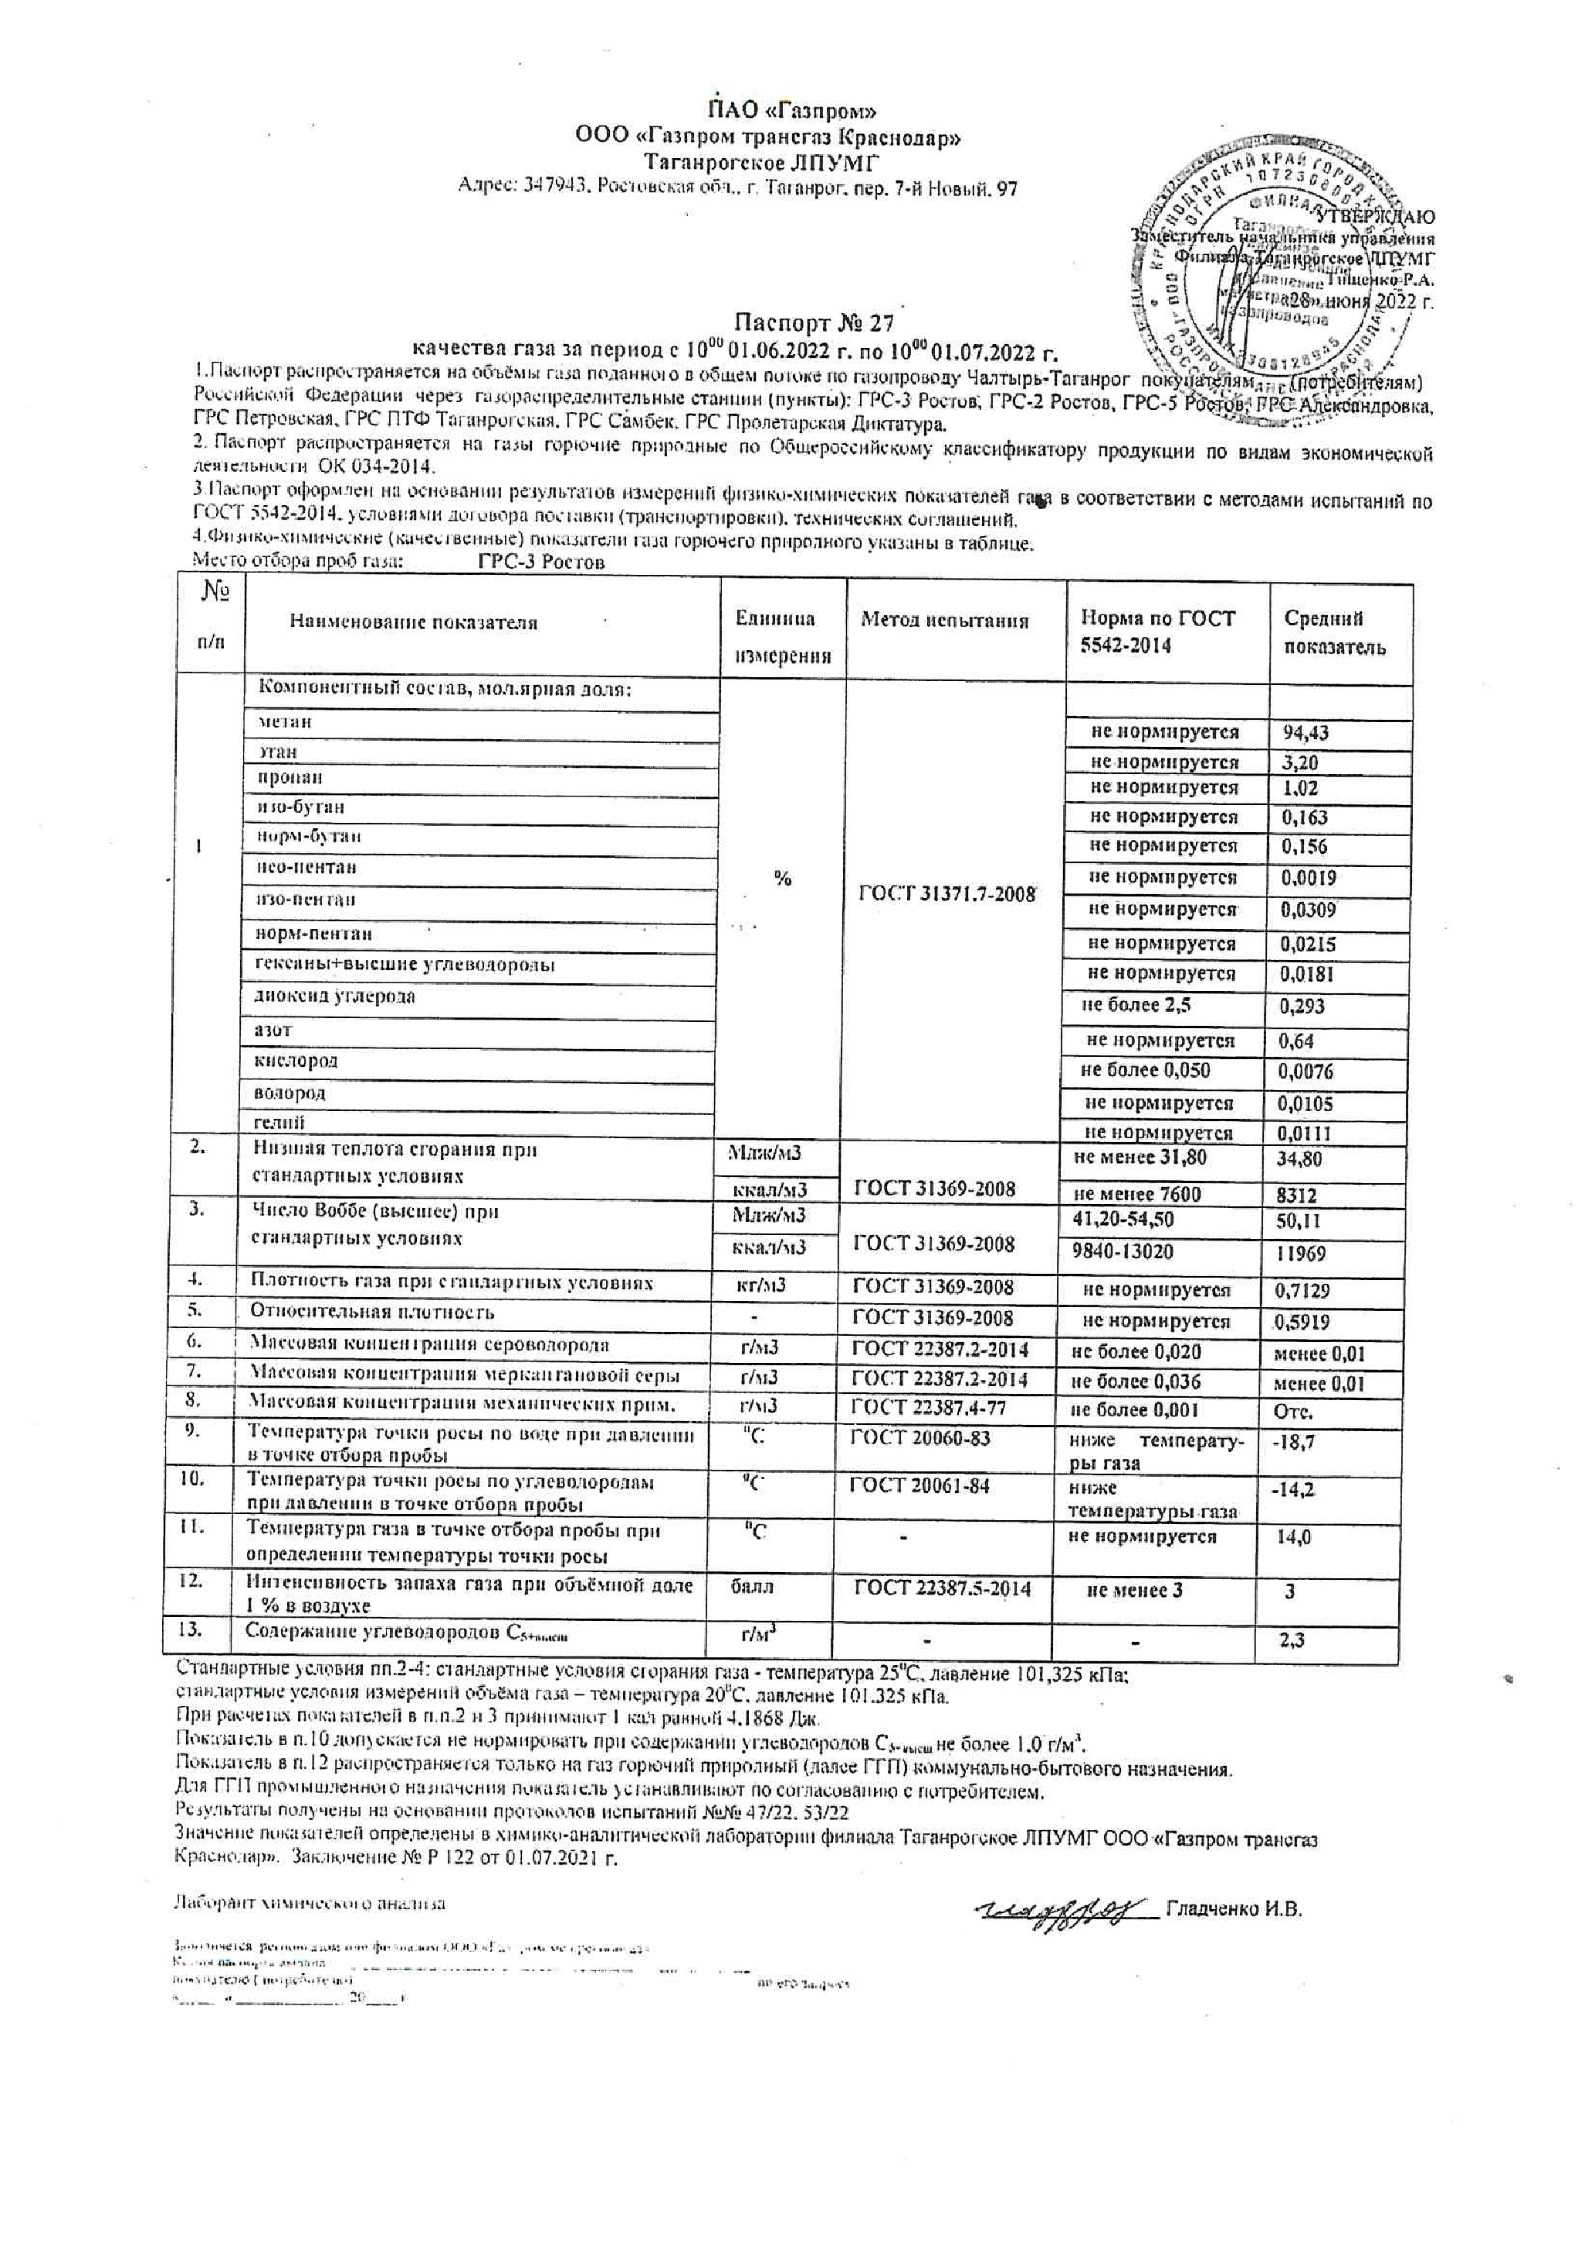 ПАО «Газпром»
ООО «Газпром трансгаз Краснодар»
Таганрогское ЛПУМГ
Адрес: 347943, Ростовская обл., г. Таганрог, пер. 7-й Новый, 97
УТВЕРЖДАЮ
Заместитель начальника управления
Филиала Таганрогское ЛПУМГ
Тищенко Р.А.
«28» июня 2022 г.
Паспорт № 27
качества газа за период с 10⁰⁰ 01.06.2022 г. по 10⁰⁰ 01.07.2022 г.
1.Паспорт распространяется на объёмы газа поданного в общем потоке по газопроводу Чалтырь-Таганрог покупателям (потребителям)
Российской Федерации через газораспределительные станции (пункты): ГРС-3 Ростов, ГРС-2 Ростов, ГРС-5 Ростов, ГРС Александровка,
ГРС Петровская, ГРС ПТФ Таганрогская, ГРС Самбек, ГРС Пролетарская Диктатура.
2. Паспорт распространяется на газы горючие природные по Общероссийскому классификатору продукции по видам экономической
деятельности ОК 034-2014.
3.Паспорт оформлен на основании результатов измерений физико-химических показателей газа в соответствии с методами испытаний по
ГОСТ 5542-2014, условиями договора поставки (транспортировки), технических соглашений.
4.Физико-химические (качественные) показатели газа горючего природного указаны в таблице.
Место отбора проб газа: ГРС-3 Ростов
№ п/п Наименование показателя Единица измерения Метод испытания Норма по ГОСТ 5542-2014 Средний показатель
1 Компонентный состав, молярная доля: % ГОСТ 31371.7-2008
метан не нормируется 94,43
этан не нормируется 3,20
пропан не нормируется 1,02
изо-бутан не нормируется 0,163
норм-бутан не нормируется 0,156
нео-пентан не нормируется 0,0019
изо-пентан не нормируется 0,0309
норм-пентан не нормируется 0,0215
гексаны+высшие углеводороды не нормируется 0,0181
диоксид углерода не более 2,5 0,293
азот не нормируется 0,64
кислород не более 0,050 0,0076
водород не нормируется 0,0105
гелий не нормируется 0,0111
2. Низшая теплота сгорания при Мдж/м3 не менее 31,80 34,80
стандартных условиях ккал/м3 ГОСТ 31369-2008 не менее 7600 8312
3. Число Воббе (высшее) при Мдж/м3 41,20-54,50 50,11
стандартных условиях ккал/м3 ГОСТ 31369-2008 9840-13020 11969
4. Плотность газа при стандартных условиях кг/м3 ГОСТ 31369-2008 не нормируется 0,7129
5. Относительная плотность - ГОСТ 31369-2008 не нормируется 0,5919
6. Массовая концентрация сероводорода г/м3 ГОСТ 22387.2-2014 не более 0,020 менее 0,01
7. Массовая концентрация меркаптановой серы г/м3 ГОСТ 22387.2-2014 не более 0,036 менее 0,01
8. Массовая концентрация механических прим. г/м3 ГОСТ 22387.4-77 не более 0,001 Отс.
9. Температура точки росы по воде при давлении ⁰С ГОСТ 20060-83 ниже температу- -18,7
в точке отбора пробы ры газа
10. Температура точки росы по углеводородам ⁰С ГОСТ 20061-84 ниже -14,2
при давлении в точке отбора пробы температуры газа
11. Температура газа в точке отбора пробы при ⁰С - не нормируется 14,0
определении температуры точки росы
12. Интенсивность запаха газа при объёмной доле балл ГОСТ 22387.5-2014 не менее 3 3
1 % в воздухе
13. Содержание углеводородов С5+высш г/м³ - - 2,3
Стандартные условия пп.2-4: стандартные условия сгорания газа - температура 25⁰С, давление 101,325 кПа;
стандартные условия измерений объёма газа – температура 20⁰С, давление 101.325 кПа.
При расчетах показателей в п.п.2 и 3 принимают 1 кал равной 4,1868 Дж.
Показатель в п.10 допускается не нормировать при содержании углеводородов С5+высш не более 1,0 г/м³.
Показатель в п.12 распространяется только на газ горючий природный (далее ГГП) коммунально-бытового назначения.
Для ГГП промышленного назначения показатель устанавливают по согласованию с потребителем.
Результаты получены на основании протоколов испытаний №№ 47/22, 53/22
Значение показателей определены в химико-аналитической лаборатории филиала Таганрогское ЛПУМГ ООО «Газпром трансгаз
Краснодар». Заключение № Р 122 от 01.07.2021 г.
Лаборант химического анализа Гладченко И.В.
Копия паспорта выдана
покупателю ( потребителю) по его запросу
20____ г